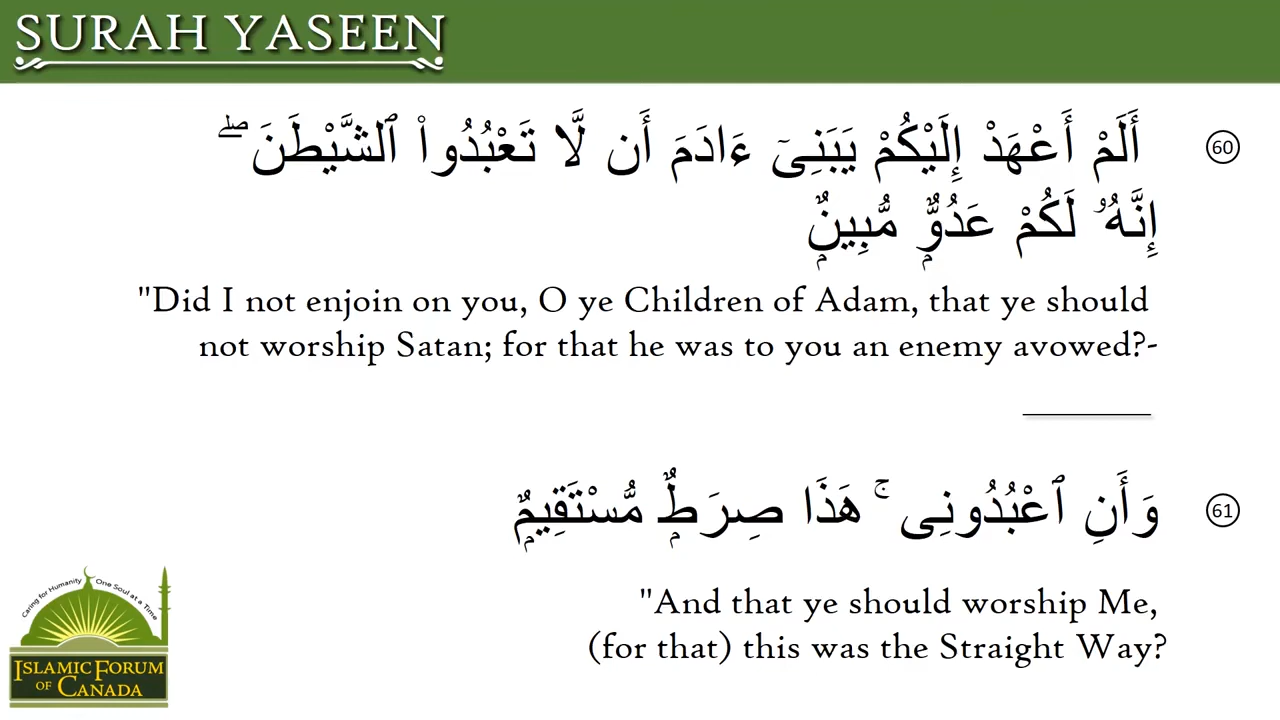 SURAH YASEEN
أَلَمْ أَعْهَدْ إِلَيْكُمْ يَبَنِىٓ ءَادَمَ أَن لَّا تَعْبُدُوا۟ ٱلشَّيْطَنَ ۖ
60
إِنَّهُۥ لَكُمْ عَدُوٌّ مُّبِينٌ
"Did I not enjoin on you, O ye Children of Adam, that ye should
not worship Satan; for that he was to you an enemy avowed?-
وَأَنِ ٱعْبُدُونِى ۚ هَذَا صِرَطٌ مُّسْتَقِيمٌ
61
"And that ye should worship Me,
(for that) this was the Straight Way?
Caring for Humanity One Soul at a Time
ISLAMIC FORUM
OF CANADA